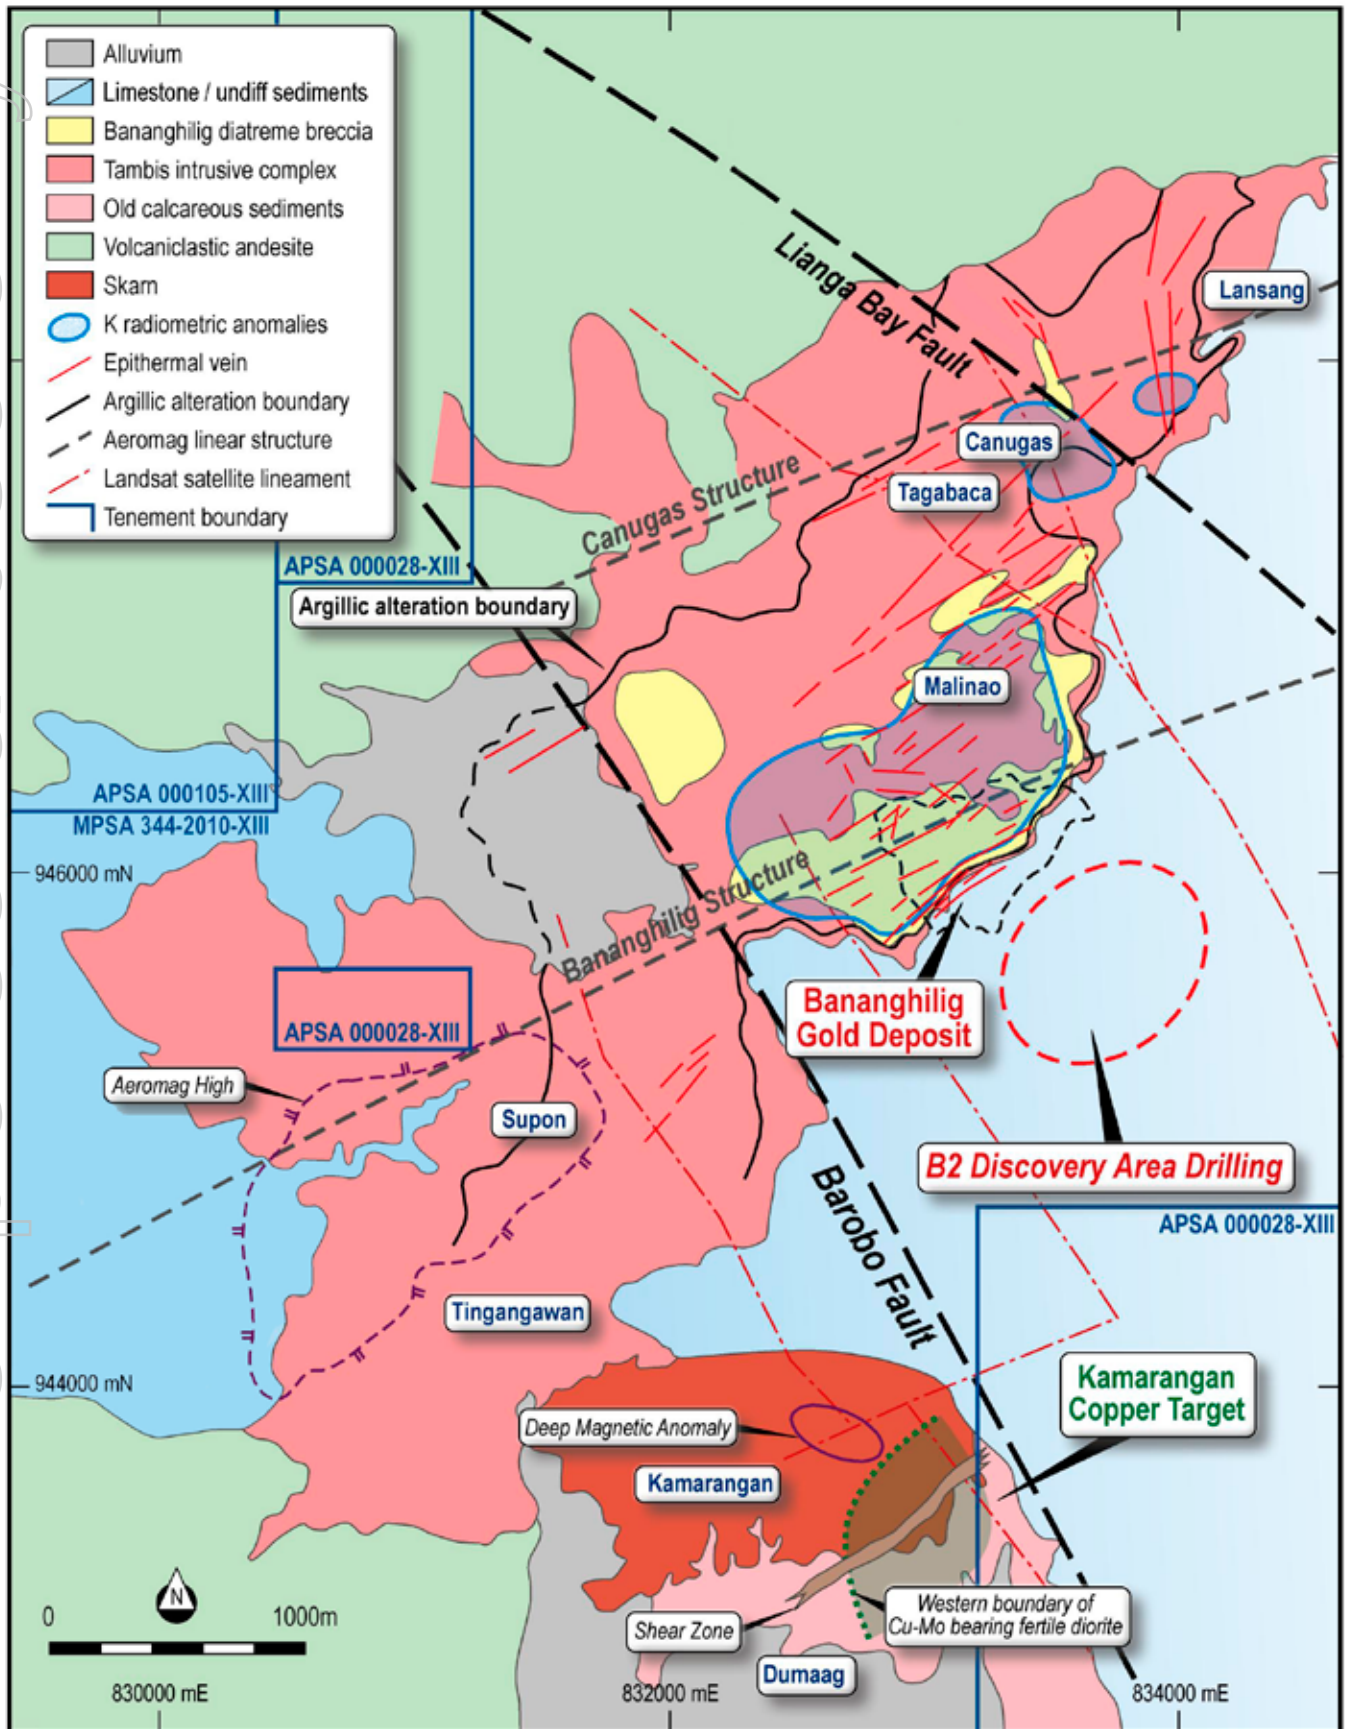 Alluvium
Limestone / undiff sediments
Bananghilig diatreme breccia
Tambis intrusive complex
Old calcareous sediments
Volcaniclastic andesite
Skarn
K radiometric anomalies
Epithermal vein
Argillic alteration boundary
Aeromag linear structure
Landsat satellite lineament
Tenement boundary
Lianga Bay Fault
Lansang
Canugas
Tagabaca
Canugas Structure
APSA 000028-XIII
Argillic alteration boundary
Malinao
APSA 000105-XIII
MPSA 344-2010-XIII
946000 mN
Bananghilig Structure
Bananghilig
Gold Deposit
APSA 000028-XIII
Aeromag High
Supon
B2 Discovery Area Drilling
APSA 000028-XIII
Barobo Fault
Tingangawan
944000 mN
Kamarangan
Copper Target
Deep Magnetic Anomaly
Kamarangan
Western boundary of
Cu-Mo bearing fertile diorite
Shear Zone
Dumaag
N
0 1000m
830000 mE
832000 mE
834000 mE